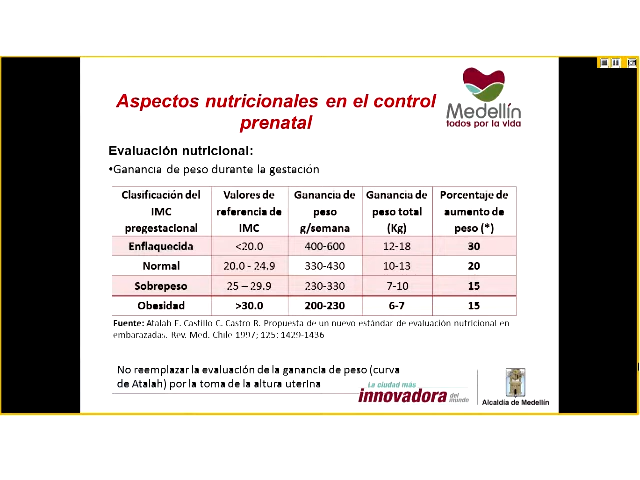 Aspectos nutricionales en el control
prenatal
Medellín
todos por la vida
Evaluación nutricional:
•Ganancia de peso durante la gestación
Clasificación del IMC pregestacional | Valores de referencia de IMC | Ganancia de peso g/semana | Ganancia de peso total (Kg) | Porcentaje de aumento de peso (*)
Enflaquecida | <20.0 | 400-600 | 12-18 | 30
Normal | 20.0 - 24.9 | 330-430 | 10-13 | 20
Sobrepeso | 25 – 29.9 | 230-330 | 7-10 | 15
Obesidad | >30.0 | 200-230 | 6-7 | 15
Fuente: Atalah E. Castillo C. Castro R. Propuesta de un nuevo estándar de evaluación nutricional en
embarazadas. Rev. Med. Chile 1997; 125: 1429-1436
No reemplazar la evaluación de la ganancia de peso (curva
de Atalah) por la toma de la altura uterina
La ciudad más
innovadora del mundo
Alcaldía de Medellín